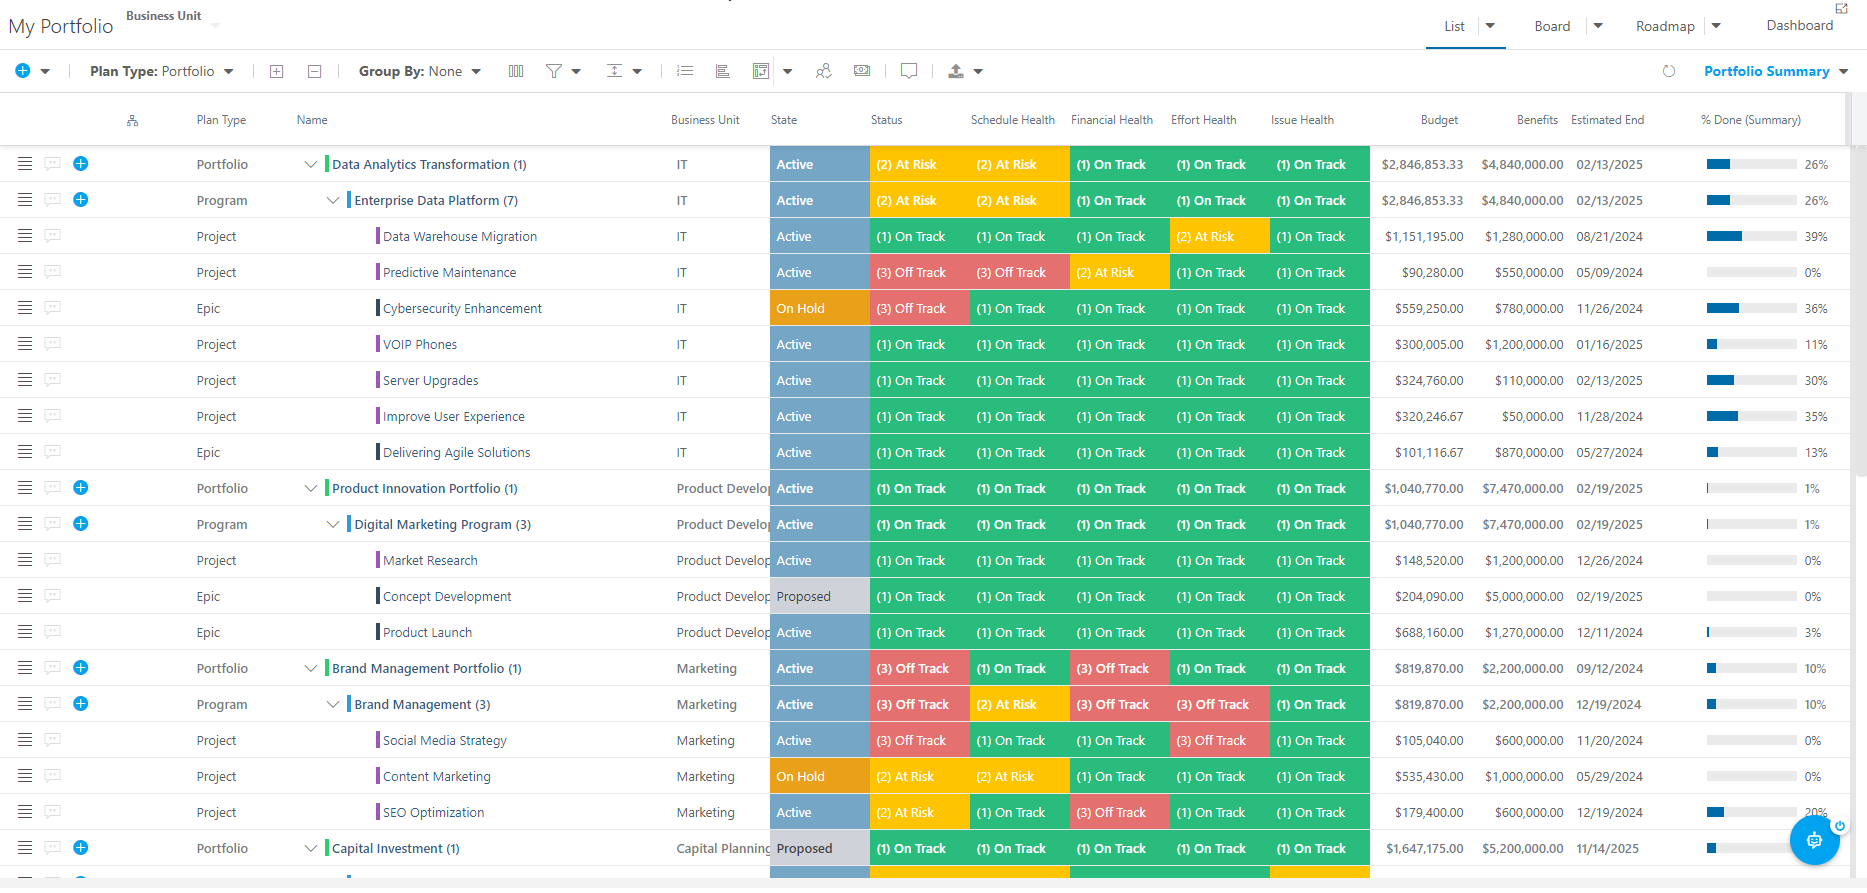 My Portfolio Business Unit List Board Roadmap Dashboard
Plan Type: Portfolio Group By: None Portfolio Summary
Plan Type Name Business Unit State Status Schedule Health Financial Health Effort Health Issue Health Budget Benefits Estimated End % Done (Summary)
Portfolio Data Analytics Transformation (1) IT Active (2) At Risk (2) At Risk (1) On Track (1) On Track (1) On Track $2,846,853.33 $4,840,000.00 02/13/2025 26%
Program Enterprise Data Platform (7) IT Active (2) At Risk (2) At Risk (1) On Track (1) On Track (1) On Track $2,846,853.33 $4,840,000.00 02/13/2025 26%
Project Data Warehouse Migration IT Active (1) On Track (1) On Track (1) On Track (2) At Risk (1) On Track $1,151,195.00 $1,280,000.00 08/21/2024 39%
Project Predictive Maintenance IT Active (3) Off Track (3) Off Track (2) At Risk (1) On Track (1) On Track $90,280.00 $550,000.00 05/09/2024 0%
Epic Cybersecurity Enhancement IT On Hold (3) Off Track (1) On Track (1) On Track (1) On Track (1) On Track $559,250.00 $780,000.00 11/26/2024 36%
Project VOIP Phones IT Active (1) On Track (1) On Track (1) On Track (1) On Track (1) On Track $300,005.00 $1,200,000.00 01/16/2025 11%
Project Server Upgrades IT Active (1) On Track (1) On Track (1) On Track (1) On Track (1) On Track $324,760.00 $110,000.00 02/13/2025 30%
Project Improve User Experience IT Active (1) On Track (1) On Track (1) On Track (1) On Track (1) On Track $320,246.67 $50,000.00 11/28/2024 35%
Epic Delivering Agile Solutions IT Active (1) On Track (1) On Track (1) On Track (1) On Track (1) On Track $101,116.67 $870,000.00 05/27/2024 13%
Portfolio Product Innovation Portfolio (1) Product Develop Active (1) On Track (1) On Track (1) On Track (1) On Track (1) On Track $1,040,770.00 $7,470,000.00 02/19/2025 1%
Program Digital Marketing Program (3) Product Develop Active (1) On Track (1) On Track (1) On Track (1) On Track (1) On Track $1,040,770.00 $7,470,000.00 02/19/2025 1%
Project Market Research Product Develop Active (1) On Track (1) On Track (1) On Track (1) On Track (1) On Track $148,520.00 $1,200,000.00 12/26/2024 0%
Epic Concept Development Product Develop Proposed (1) On Track (1) On Track (1) On Track (1) On Track (1) On Track $204,090.00 $5,000,000.00 02/19/2025 0%
Epic Product Launch Product Develop Active (1) On Track (1) On Track (1) On Track (1) On Track (1) On Track $688,160.00 $1,270,000.00 12/11/2024 3%
Portfolio Brand Management Portfolio (1) Marketing Active (3) Off Track (1) On Track (3) Off Track (1) On Track (1) On Track $819,870.00 $2,200,000.00 09/12/2024 10%
Program Brand Management (3) Marketing Active (3) Off Track (2) At Risk (3) Off Track (3) Off Track (1) On Track $819,870.00 $2,200,000.00 12/19/2024 10%
Project Social Media Strategy Marketing Active (3) Off Track (1) On Track (1) On Track (3) Off Track (1) On Track $105,040.00 $600,000.00 11/20/2024 0%
Project Content Marketing Marketing On Hold (2) At Risk (2) At Risk (1) On Track (1) On Track (1) On Track $535,430.00 $1,000,000.00 05/29/2024 0%
Project SEO Optimization Marketing Active (2) At Risk (1) On Track (3) Off Track (1) On Track (1) On Track $179,400.00 $600,000.00 12/19/2024 20%
Portfolio Capital Investment (1) Capital Planning Proposed (1) On Track (1) On Track (1) On Track (1) On Track (1) On Track $1,647,175.00 $5,200,000.00 11/14/2025